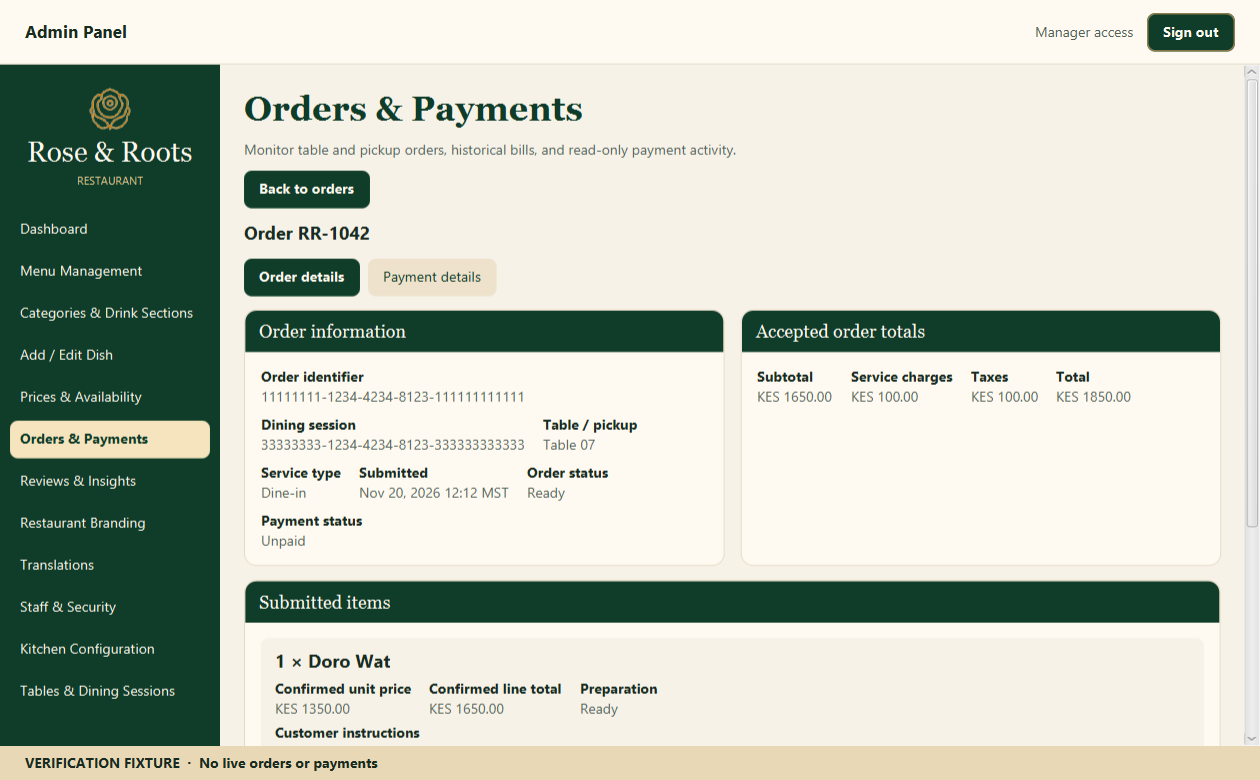 Admin Panel
Manager access
Sign out
Rose & Roots
RESTAURANT
Dashboard
Menu Management
Categories & Drink Sections
Add / Edit Dish
Prices & Availability
Orders & Payments
Reviews & Insights
Restaurant Branding
Translations
Staff & Security
Kitchen Configuration
Tables & Dining Sessions
Orders & Payments
Monitor table and pickup orders, historical bills, and read-only payment activity.
Back to orders
Order RR-1042
Order details Payment details
Order information
Order identifier
11111111-1234-4234-8123-111111111111
Dining session Table / pickup
33333333-1234-4234-8123-333333333333 Table 07
Service type Submitted Order status
Dine-in Nov 20, 2026 12:12 MST Ready
Payment status
Unpaid
Accepted order totals
Subtotal Service charges Taxes Total
KES 1650.00 KES 100.00 KES 100.00 KES 1850.00
Submitted items
1 × Doro Wat
Confirmed unit price Confirmed line total Preparation
KES 1350.00 KES 1650.00 Ready
Customer instructions
VERIFICATION FIXTURE · No live orders or payments